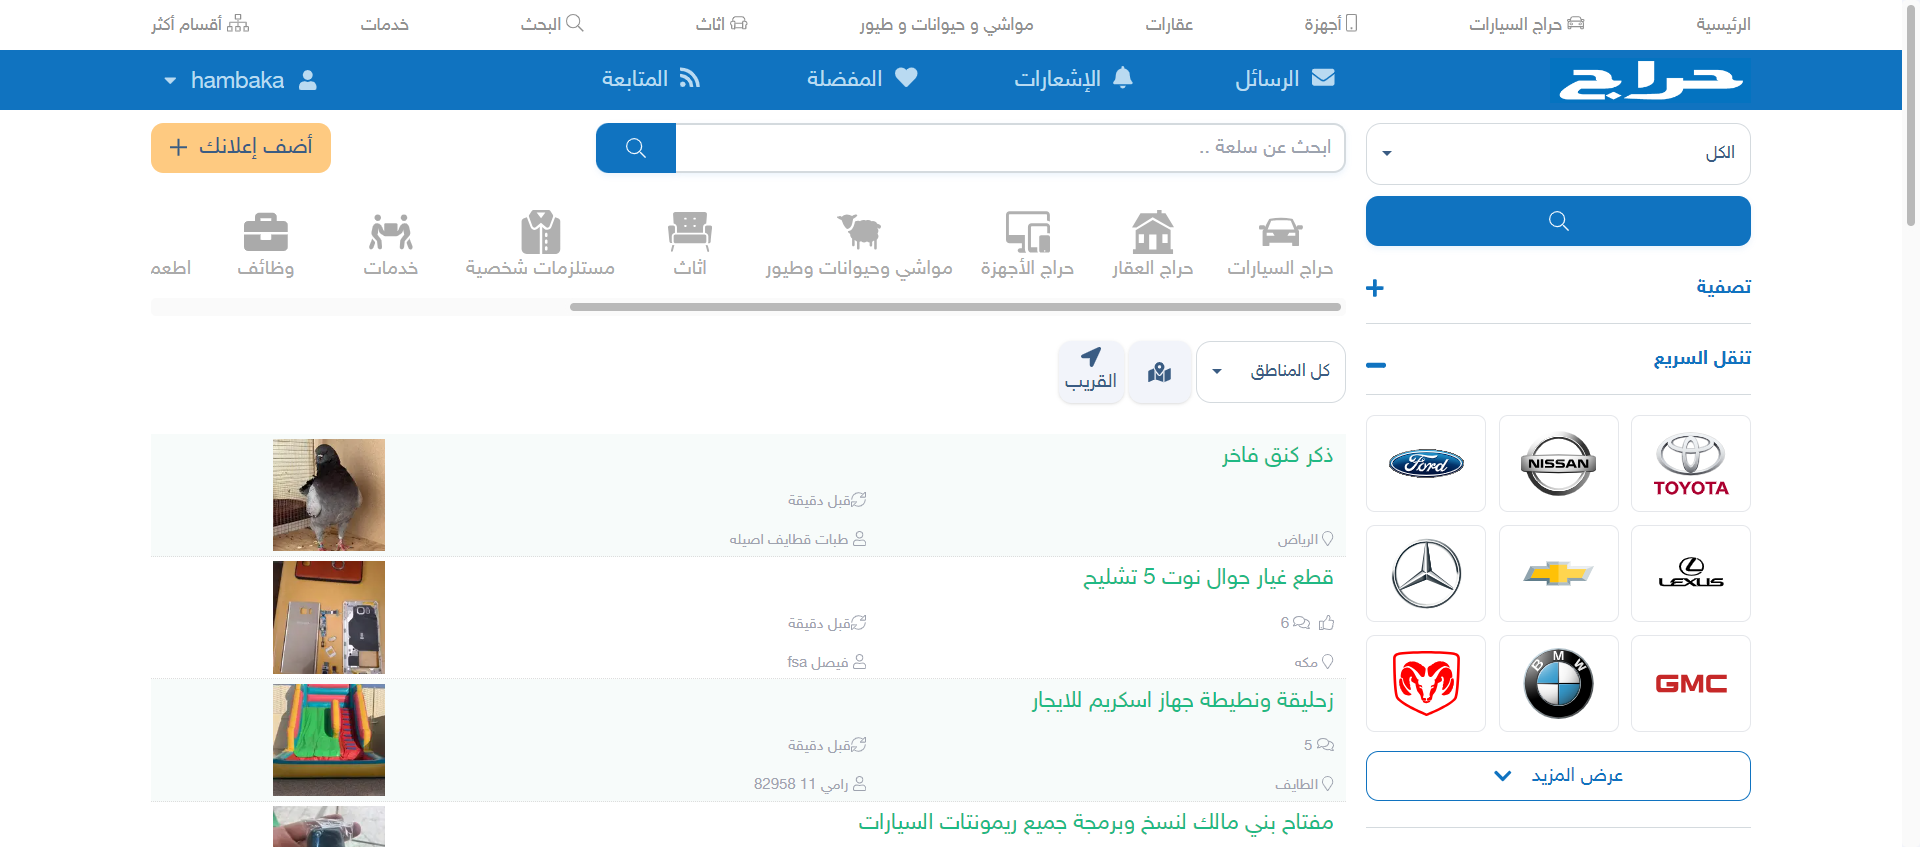 الرئيسية
حراج السيارات
أجهزة
عقارات
مواشي و حيوانات و طيور
اثاث
البحث
خدمات
أقسام أكثر
حراج
الرسائل
الإشعارات
المفضلة
المتابعة
hambaka
الكل
ابحث عن سلعة ..
أضف إعلانك +
حراج السيارات
حراج العقار
حراج الأجهزة
مواشي وحيوانات وطيور
اثاث
مستلزمات شخصية
خدمات
وظائف
اطعم
تصفية
تنقل السريع
TOYOTA
NISSAN
Ford
LEXUS
GMC
BMW
عرض المزيد
كل المناطق
القريب
ذكر كنق فاخر
قبل دقيقة
الرياض
طبات قطايف اصيله
قطع غيار جوال نوت 5 تشليح
6
قبل دقيقة
مكه
فيصل fsa
زحليقة ونطيطة جهاز اسكريم للايجار
5
قبل دقيقة
الطايف
رامي 11 82958
مفتاح بني مالك لنسخ وبرمجة جميع ريمونتات السيارات